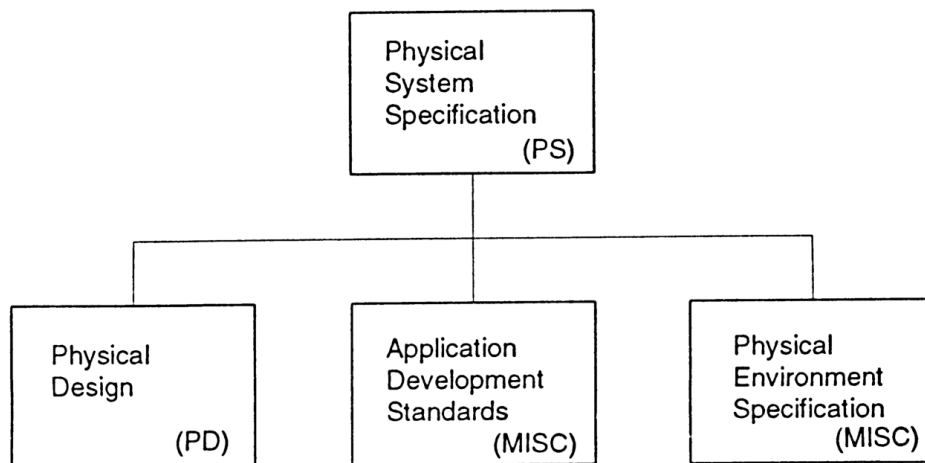 Physical
System
Specification
(PS)
Physical
Design
(PD)
Application
Development
Standards
(MISC)
Physical
Environment
Specification
(MISC)